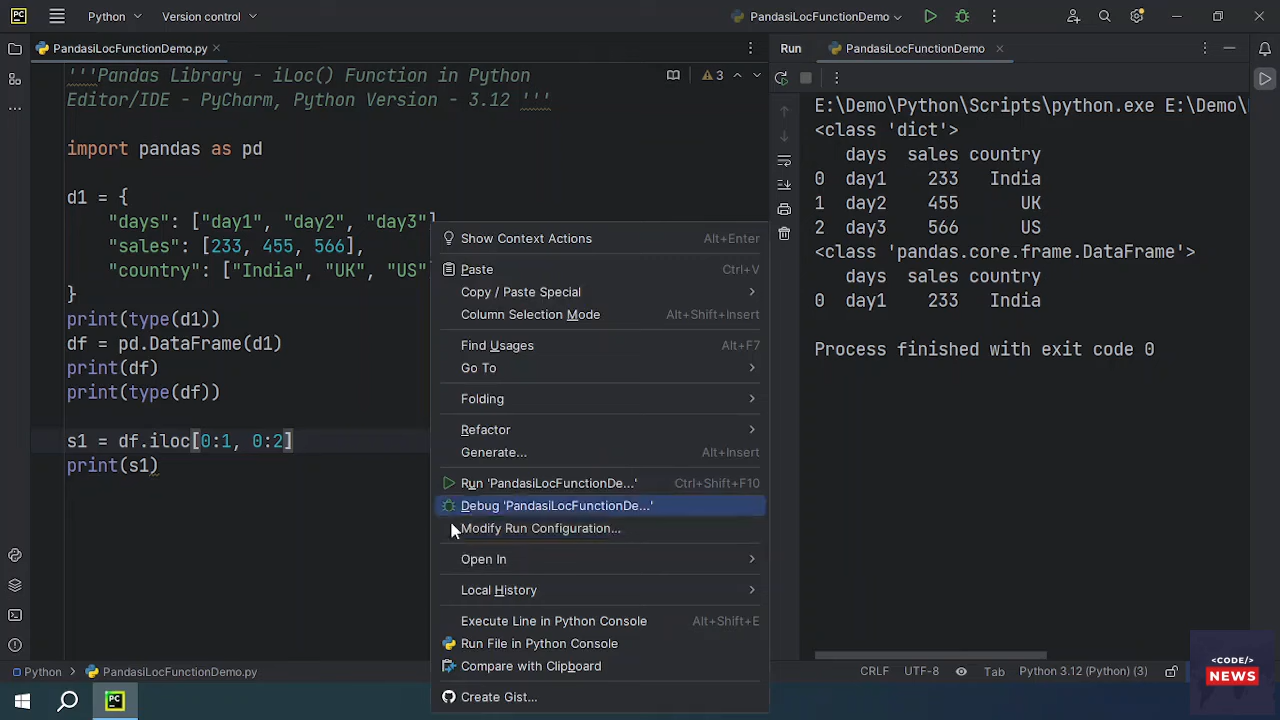 Python
Version control
PandasiLocFunctionDemo
PandasiLocFunctionDemo.py
Run
PandasiLocFunctionDemo
'''Pandas Library - iLoc() Function in Python
Editor/IDE - PyCharm, Python Version - 3.12 '''
3
import pandas as pd
d1 = {
"days": ["day1", "day2", "day3"]
"sales": [233, 455, 566],
"country": ["India", "UK", "US"
}
print(type(d1))
df = pd.DataFrame(d1)
print(df)
print(type(df))
s1 = df.iloc[0:1, 0:2]
print(s1)
Show Context Actions Alt+Enter
Paste Ctrl+V
Copy / Paste Special
Column Selection Mode Alt+Shift+Insert
Find Usages Alt+F7
Go To
Folding
Refactor
Generate... Alt+Insert
Run 'PandasiLocFunctionDe...' Ctrl+Shift+F10
Debug 'PandasiLocFunctionDe...'
Modify Run Configuration...
Open In
Local History
Execute Line in Python Console Alt+Shift+E
Run File in Python Console
Compare with Clipboard
Create Gist...
E:\Demo\Python\Scripts\python.exe E:\Demo\
<class 'dict'>
days sales country
0 day1 233 India
1 day2 455 UK
2 day3 566 US
<class 'pandas.core.frame.DataFrame'>
days sales country
0 day1 233 India
Process finished with exit code 0
Python
PandasiLocFunctionDemo.py
CRLF UTF-8 Tab Python 3.12 (Python) (3)
<CODE/>
NEWS
PC
PC